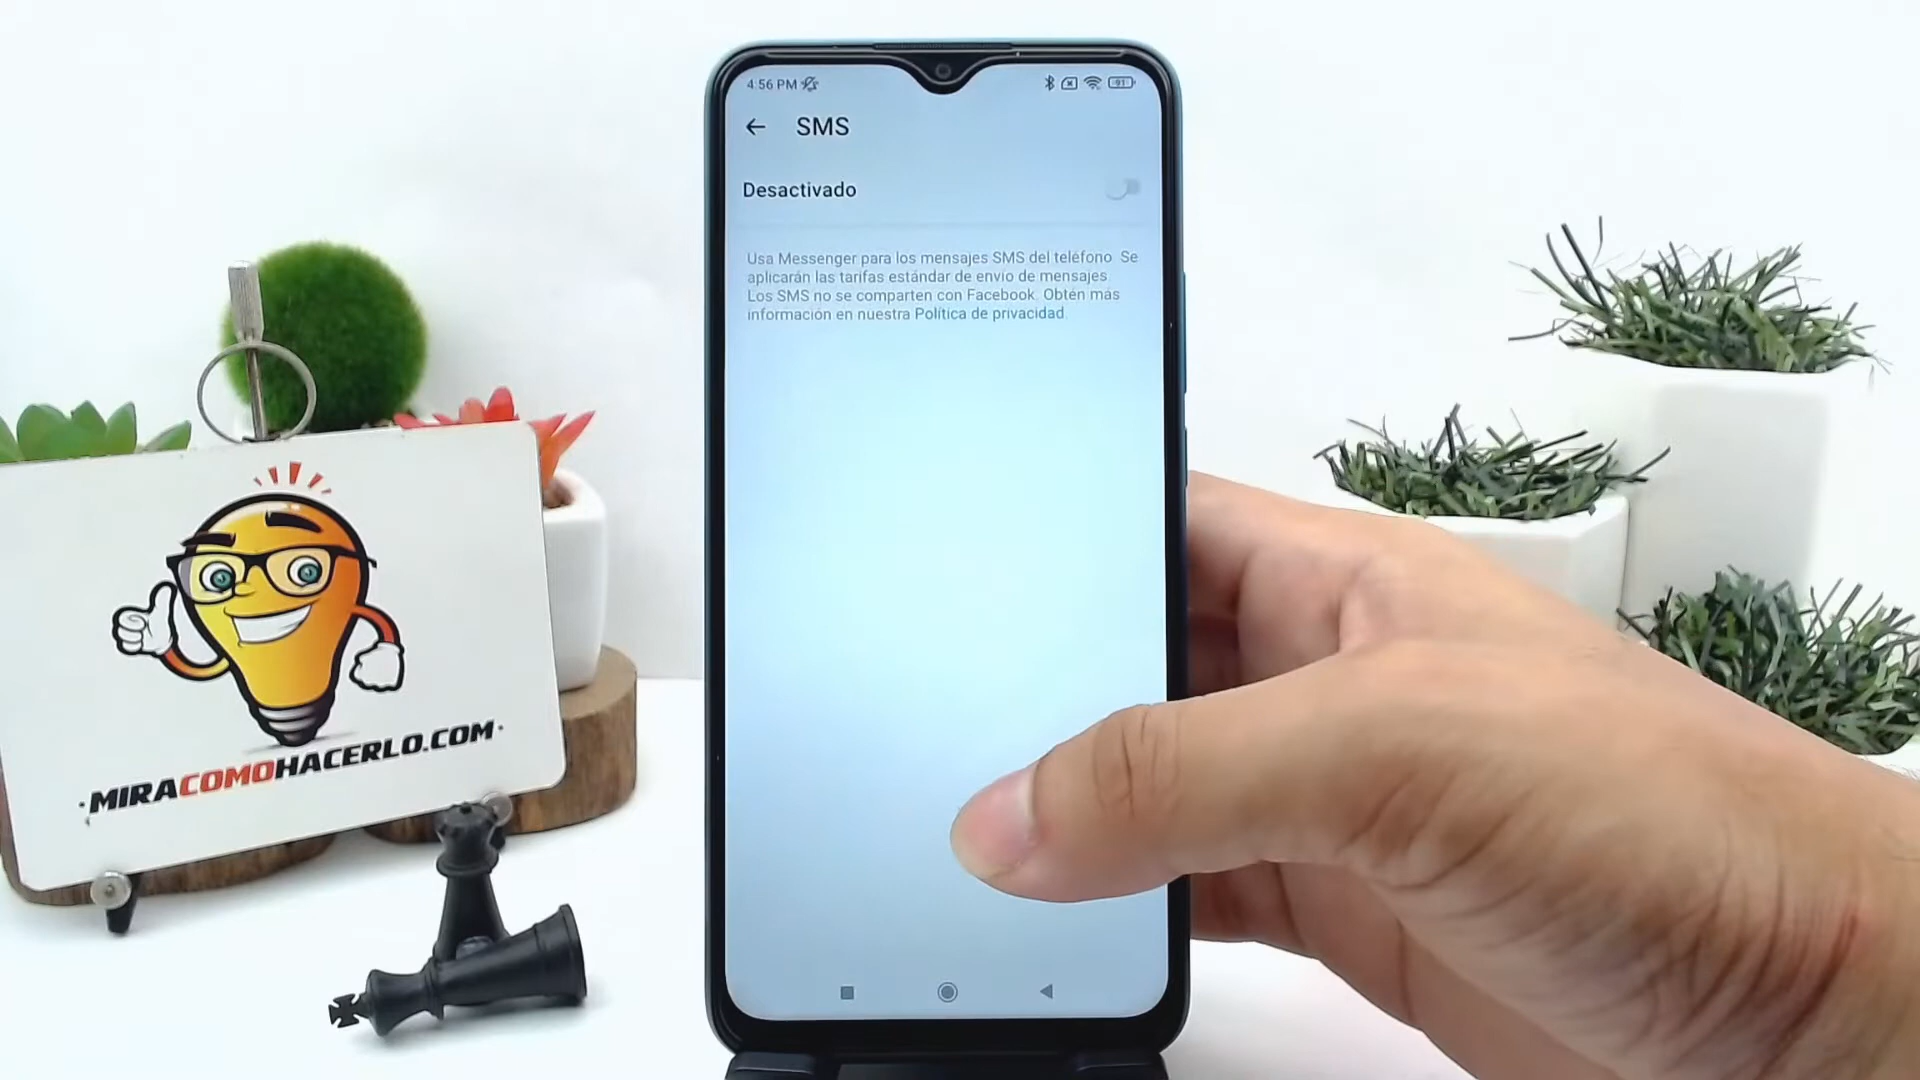 4:56 PM
91
SMS
Desactivado
Usa Messenger para los mensajes SMS del teléfono. Se
aplicarán las tarifas estándar de envío de mensajes.
Los SMS no se comparten con Facebook. Obtén más
información en nuestra Política de privacidad.
·MIRACOMOHACERLO.COM·